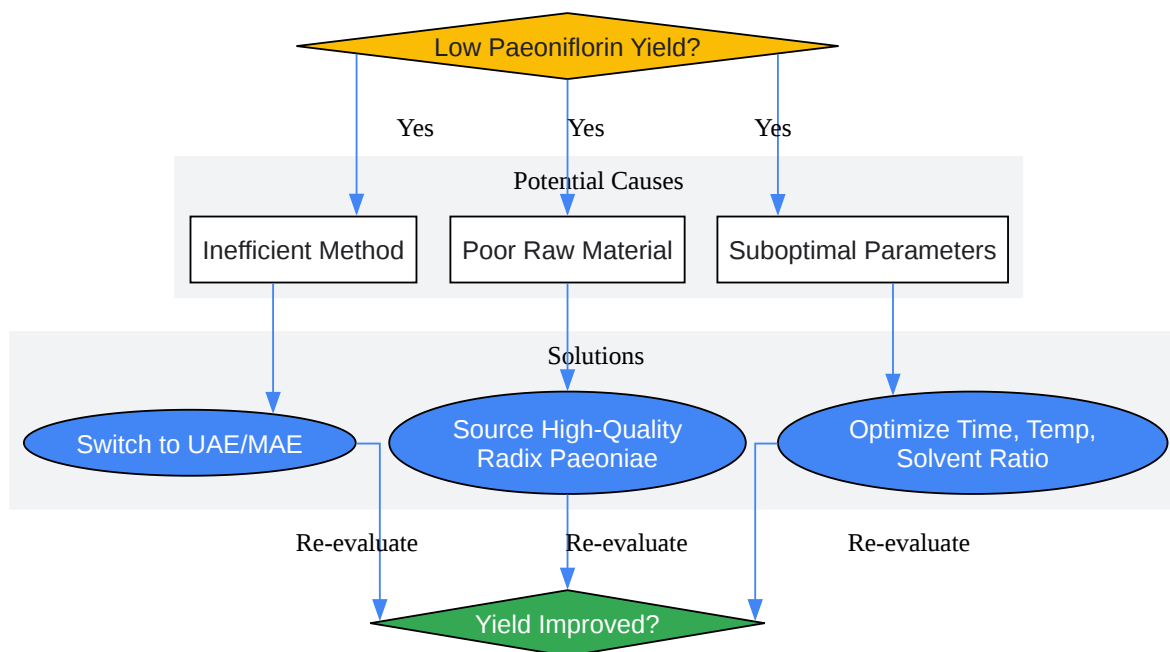 Low Paeoniflorin Yield?
Yes
Yes
Yes
Potential Causes
Inefficient Method
Poor Raw Material
Suboptimal Parameters
Solutions
Switch to UAE/MAE
Source High-Quality
Radix Paeoniae
Optimize Time, Temp,
Solvent Ratio
Re-evaluate
Re-evaluate
Re-evaluate
Yield Improved?